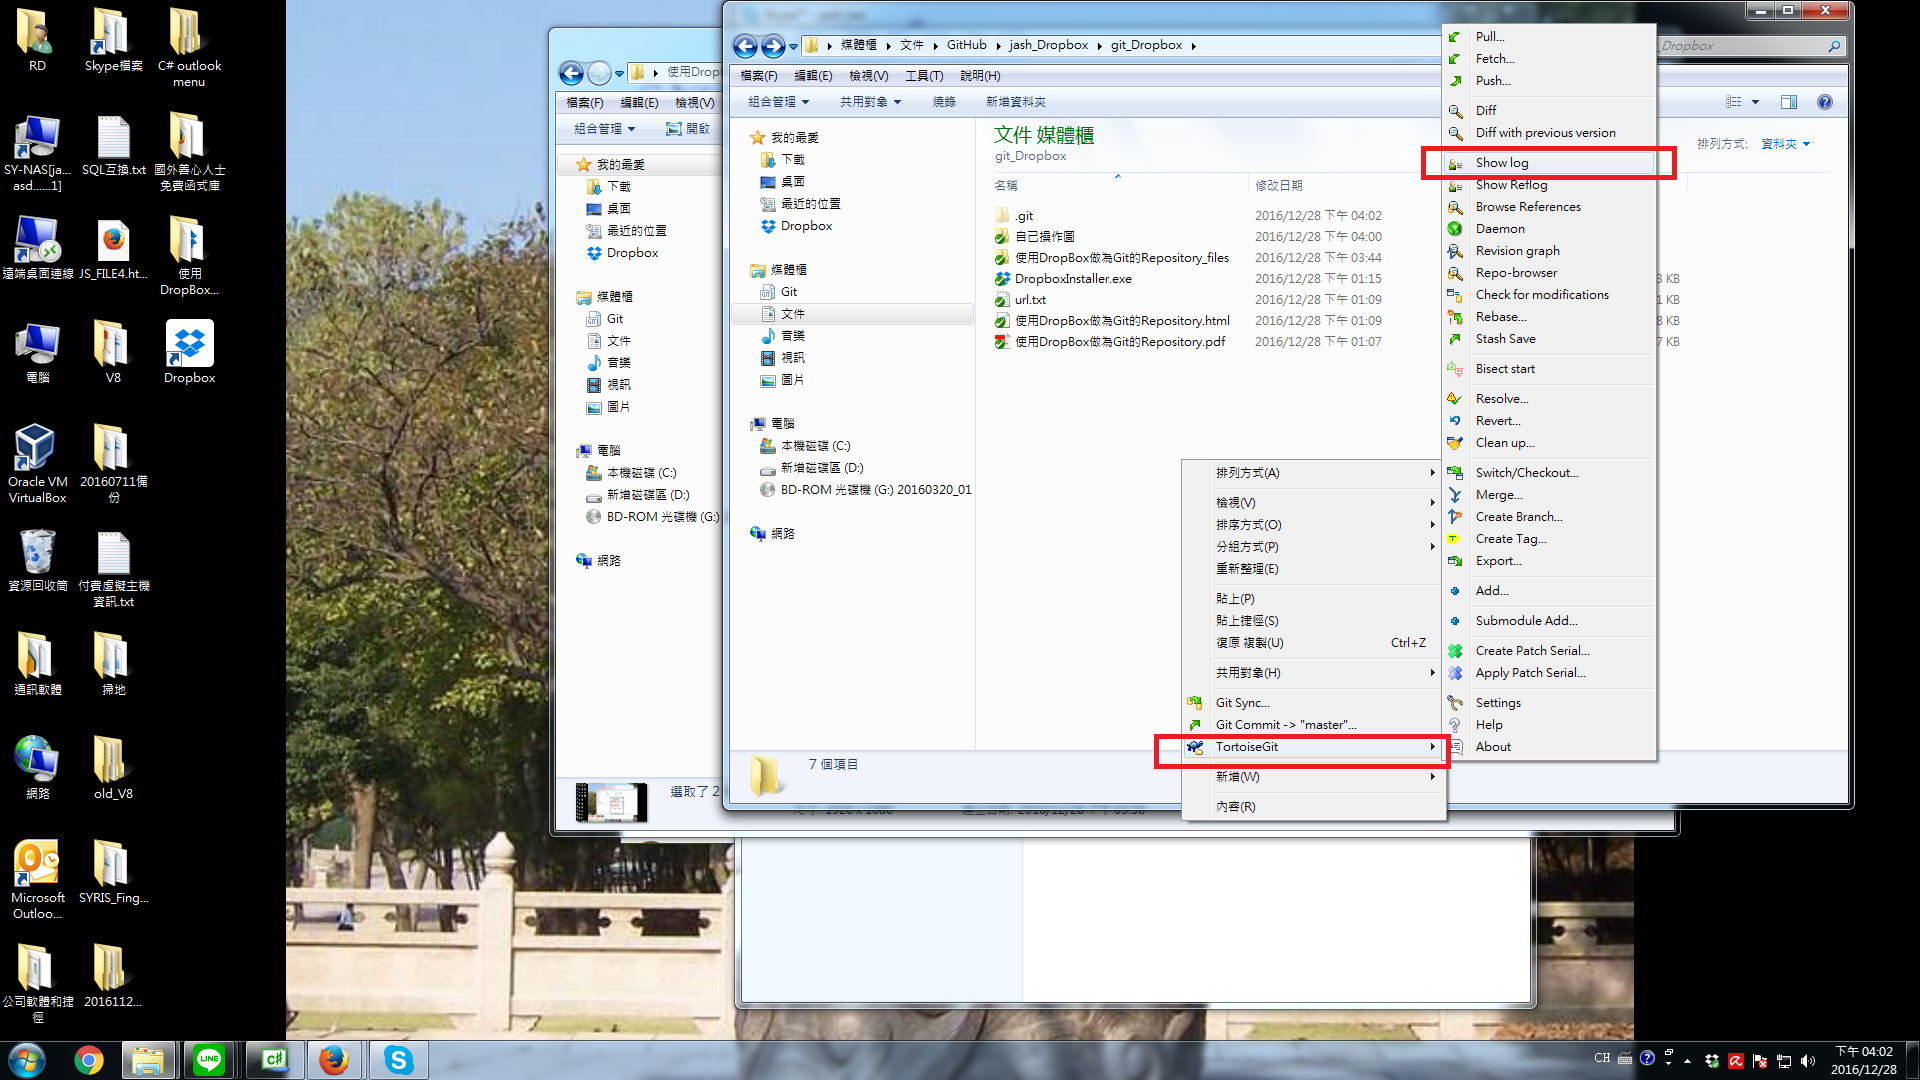 RD
Skype檔案
C# outlook
menu
SY-NAS[ja...
asd......1]
SQL互換.txt
國外善心人士
免費函式庫
遠端桌面連線
JS_FILE4.ht...
使用
DropBox...
電腦
V8
Dropbox
Oracle VM
VirtualBox
20160711備
份
資源回收筒
付費虛擬主機
資訊.txt
通訊軟體
掃地
網路
old_V8
Microsoft
Outloo...
SYRIS_Fing...
公司軟體和捷
徑
2016112...
使用Drop
檔案(F)
編輯(E)
檢視(V)
組合管理
開啟
我的最愛
下載
桌面
最近的位置
Dropbox
媒體櫃
Git
文件
音樂
視訊
圖片
電腦
本機磁碟 (C:)
新增磁碟區 (D:)
BD-ROM 光碟機 (G:)
網路
選取了 2
媒體櫃
文件
GitHub
jash_Dropbox
git_Dropbox
_Dropbox
檔案(F)
編輯(E)
檢視(V)
工具(T)
說明(H)
組合管理
共用對象
燒錄
新增資料夾
我的最愛
下載
桌面
最近的位置
Dropbox
媒體櫃
Git
文件
音樂
視訊
圖片
電腦
本機磁碟 (C:)
新增磁碟區 (D:)
BD-ROM 光碟機 (G:) 20160320_01
網路
文件 媒體櫃
git_Dropbox
排列方式:
資料夾
名稱
修改日期
.git
2016/12/28 下午 04:02
自己操作圖
2016/12/28 下午 04:00
使用DropBox做為Git的Repository_files
2016/12/28 下午 03:44
DropboxInstaller.exe
2016/12/28 下午 01:15
3 KB
url.txt
2016/12/28 下午 01:09
1 KB
使用DropBox做為Git的Repository.html
2016/12/28 下午 01:09
8 KB
使用DropBox做為Git的Repository.pdf
2016/12/28 下午 01:07
7 KB
7 個項目
排列方式(A)
檢視(V)
排序方式(O)
分組方式(P)
重新整理(E)
貼上(P)
貼上捷徑(S)
復原 複製(U)
Ctrl+Z
共用對象(H)
Git Sync...
Git Commit -> "master"...
TortoiseGit
新增(W)
內容(R)
Pull...
Fetch...
Push...
Diff
Diff with previous version
Show log
Show Reflog
Browse References
Daemon
Revision graph
Repo-browser
Check for modifications
Rebase...
Stash Save
Bisect start
Resolve...
Revert...
Clean up...
Switch/Checkout...
Merge...
Create Branch...
Create Tag...
Export...
Add...
Submodule Add...
Create Patch Serial...
Apply Patch Serial...
Settings
Help
About
LINE
CH
下午 04:02
2016/12/28